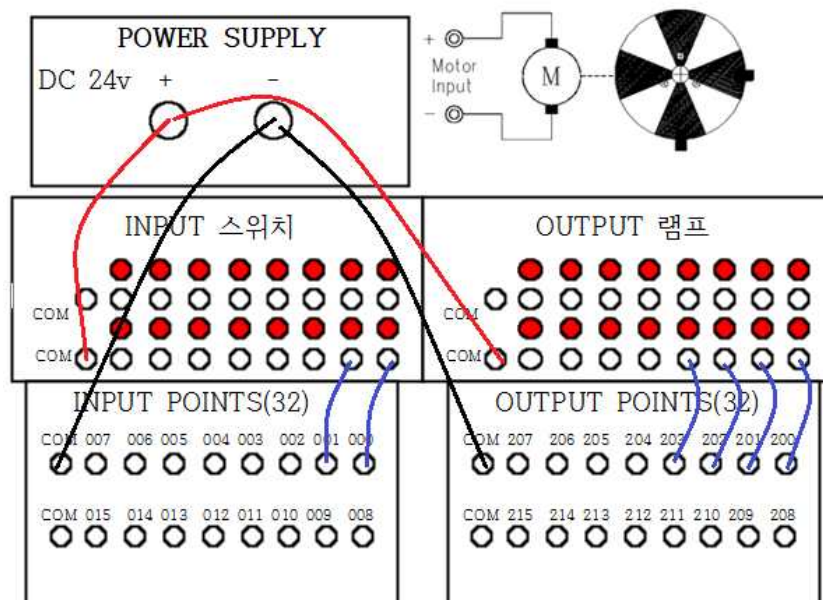 POWER SUPPLY
DC 24v + -
+
Motor
Input
-
M
INPUT 스위치
COM
COM
OUTPUT 램프
COM
COM
INPUT POINTS(32)
COM 007 006 005 004 003 002 001 000
COM 015 014 013 012 011 010 009 008
OUTPUT POINTS(32)
COM 207 206 205 204 203 202 201 200
COM 215 214 213 212 211 210 209 208